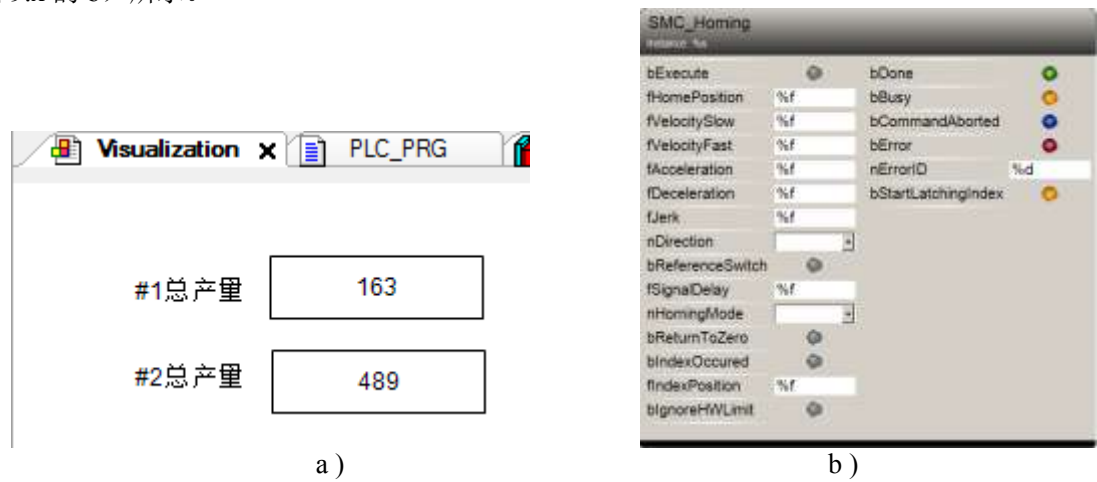 Visualization
PLC_PRG
#1总产量 163
#2总产量 489
a )
SMC_Homing
bExecute bDone
fHomePosition %f bBusy
fVelocitySlow %f bCommandAborted
fVelocityFast %f bError
fAcceleration %f nErrorID %d
fDeceleration %f bStartLatchingIndex
fJerk %f
nDirection
bReferenceSwitch
fSignalDelay %f
nHomingMode
bReturnToZero
bIndexOccured
fIndexPosition %f
bIgnoreHWLimit
b )